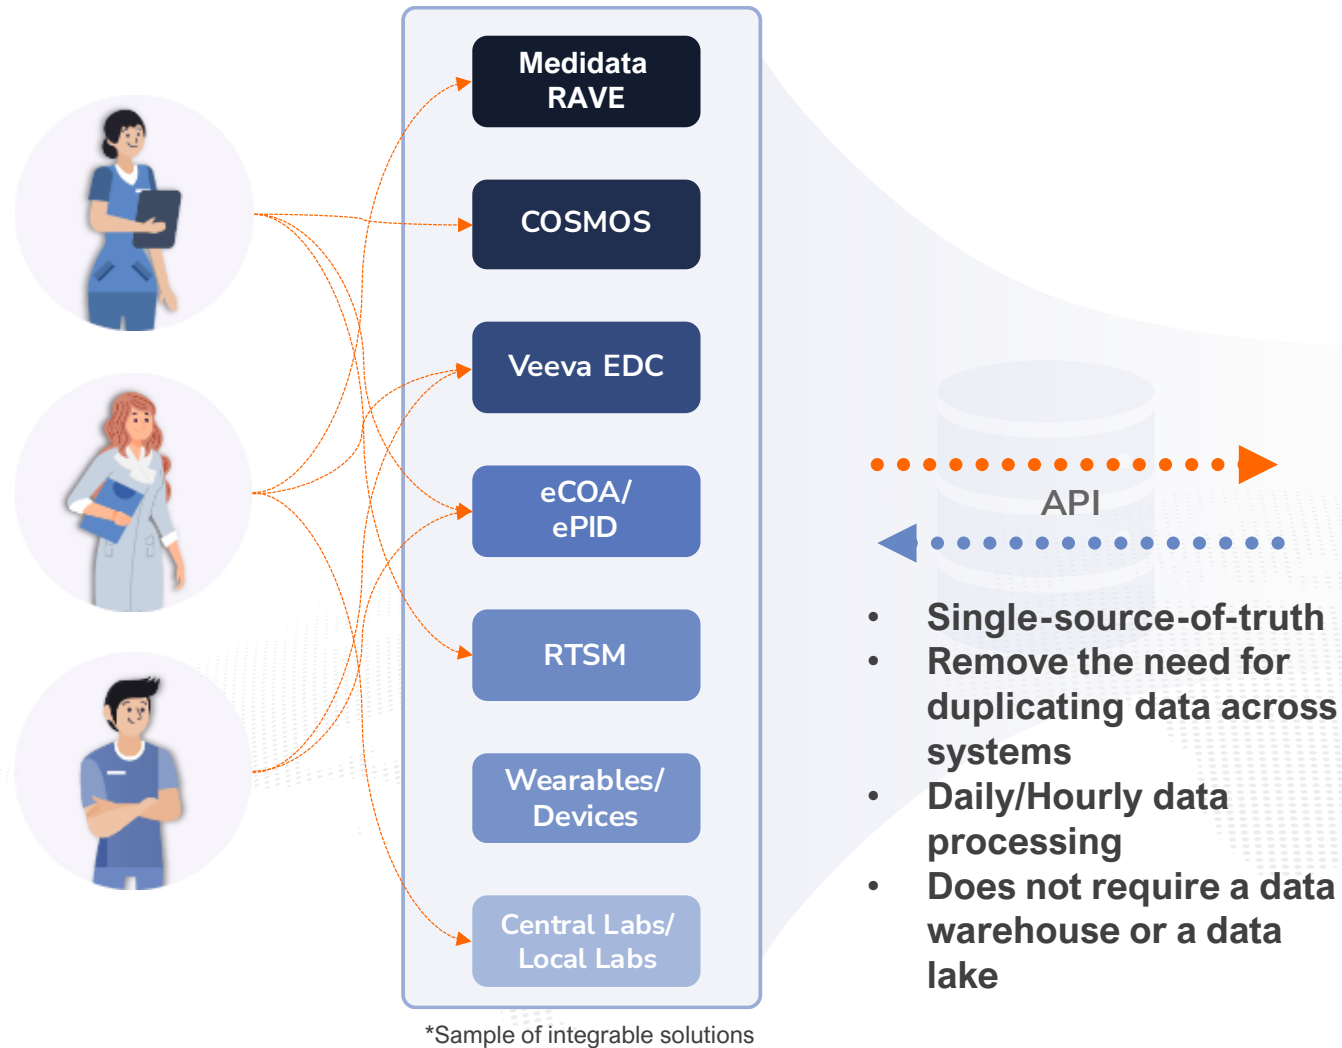 Medidata
RAVE
COSMOS
Veeva EDC
eCOA/
ePID
RTSM
Wearables/
Devices
Central Labs/
Local Labs
*Sample of integrable solutions
API
• Single-source-of-truth
• Remove the need for
duplicating data across
systems
• Daily/Hourly data
processing
• Does not require a data
warehouse or a data
lake